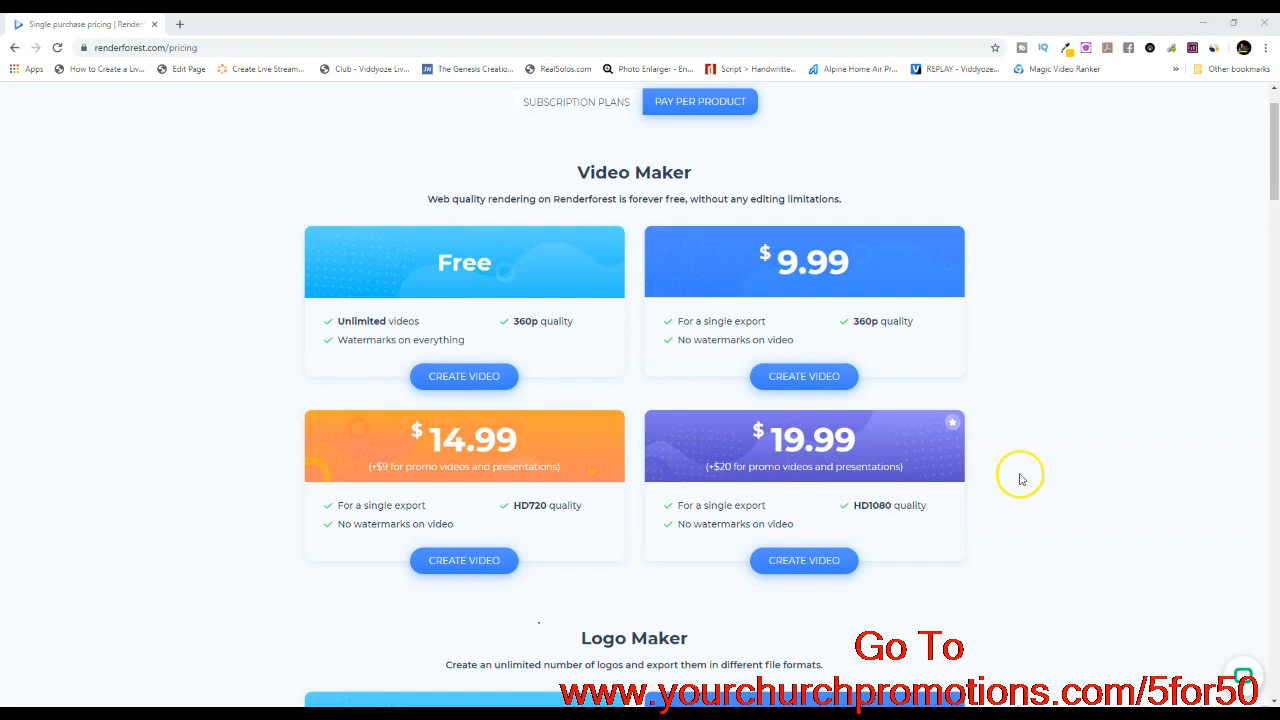 Single purchase pricing | Renderf
renderforest.com/pricing
Apps
How to Create a Liv...
Edit Page
Create Live Stream...
Club - Viddyoze Liv...
The Genesis Creatio...
RealSolos.com
Photo Enlarger - En...
Script > Handwritte...
Alpine Home Air Pr...
REPLAY - Viddyoze...
Magic Video Ranker
»
Other bookmarks
SUBSCRIPTION PLANS
PAY PER PRODUCT
Video Maker
Web quality rendering on Renderforest is forever free, without any editing limitations.
Free
Unlimited videos
360p quality
Watermarks on everything
CREATE VIDEO
$ 9.99
For a single export
360p quality
No watermarks on video
CREATE VIDEO
$ 14.99
(+$9 for promo videos and presentations)
For a single export
HD720 quality
No watermarks on video
CREATE VIDEO
$ 19.99
(+$20 for promo videos and presentations)
For a single export
HD1080 quality
No watermarks on video
CREATE VIDEO
Logo Maker
Create an unlimited number of logos and export them in different file formats.
Go To
www.yourchurchpromotions.com/5for50